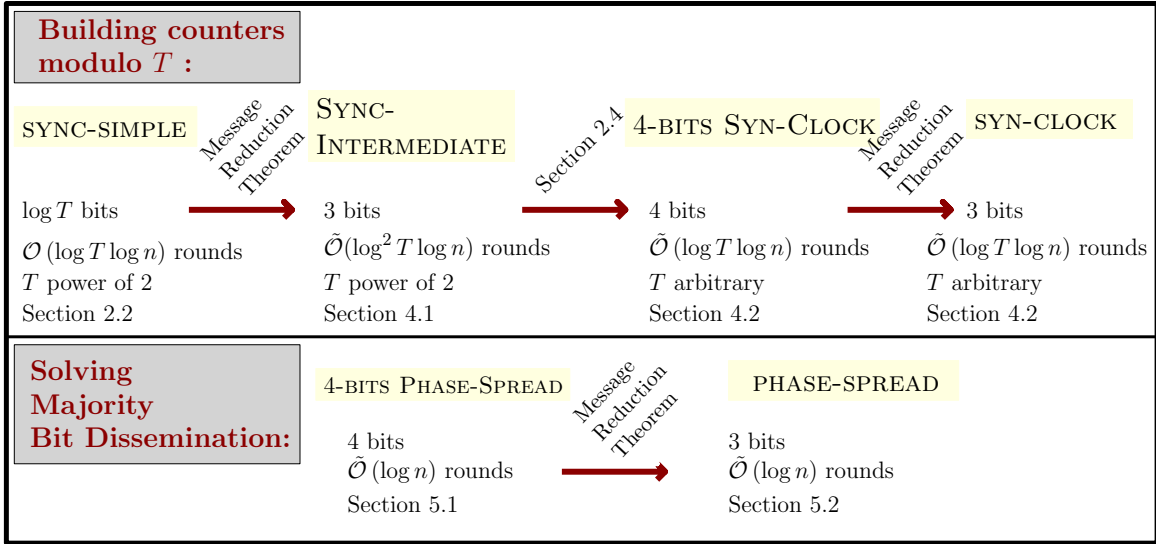 Building counters
modulo T :
SYNC-SIMPLE
Message
Reduction
Theorem
SYNC-
INTERMEDIATE
Section 2.4
4-BITS SYN-CLOCK
Message
Reduction
Theorem
SYN-CLOCK
log T bits
O (log T log n) rounds
T power of 2
Section 2.2
3 bits
Õ(log² T log n) rounds
T power of 2
Section 4.1
4 bits
Õ (log T log n) rounds
T arbitrary
Section 4.2
3 bits
Õ (log T log n) rounds
T arbitrary
Section 4.2
Solving
Majority
Bit Dissemination:
4-BITS PHASE-SPREAD
Message
Reduction
Theorem
PHASE-SPREAD
4 bits
Õ (log n) rounds
Section 5.1
3 bits
Õ (log n) rounds
Section 5.2